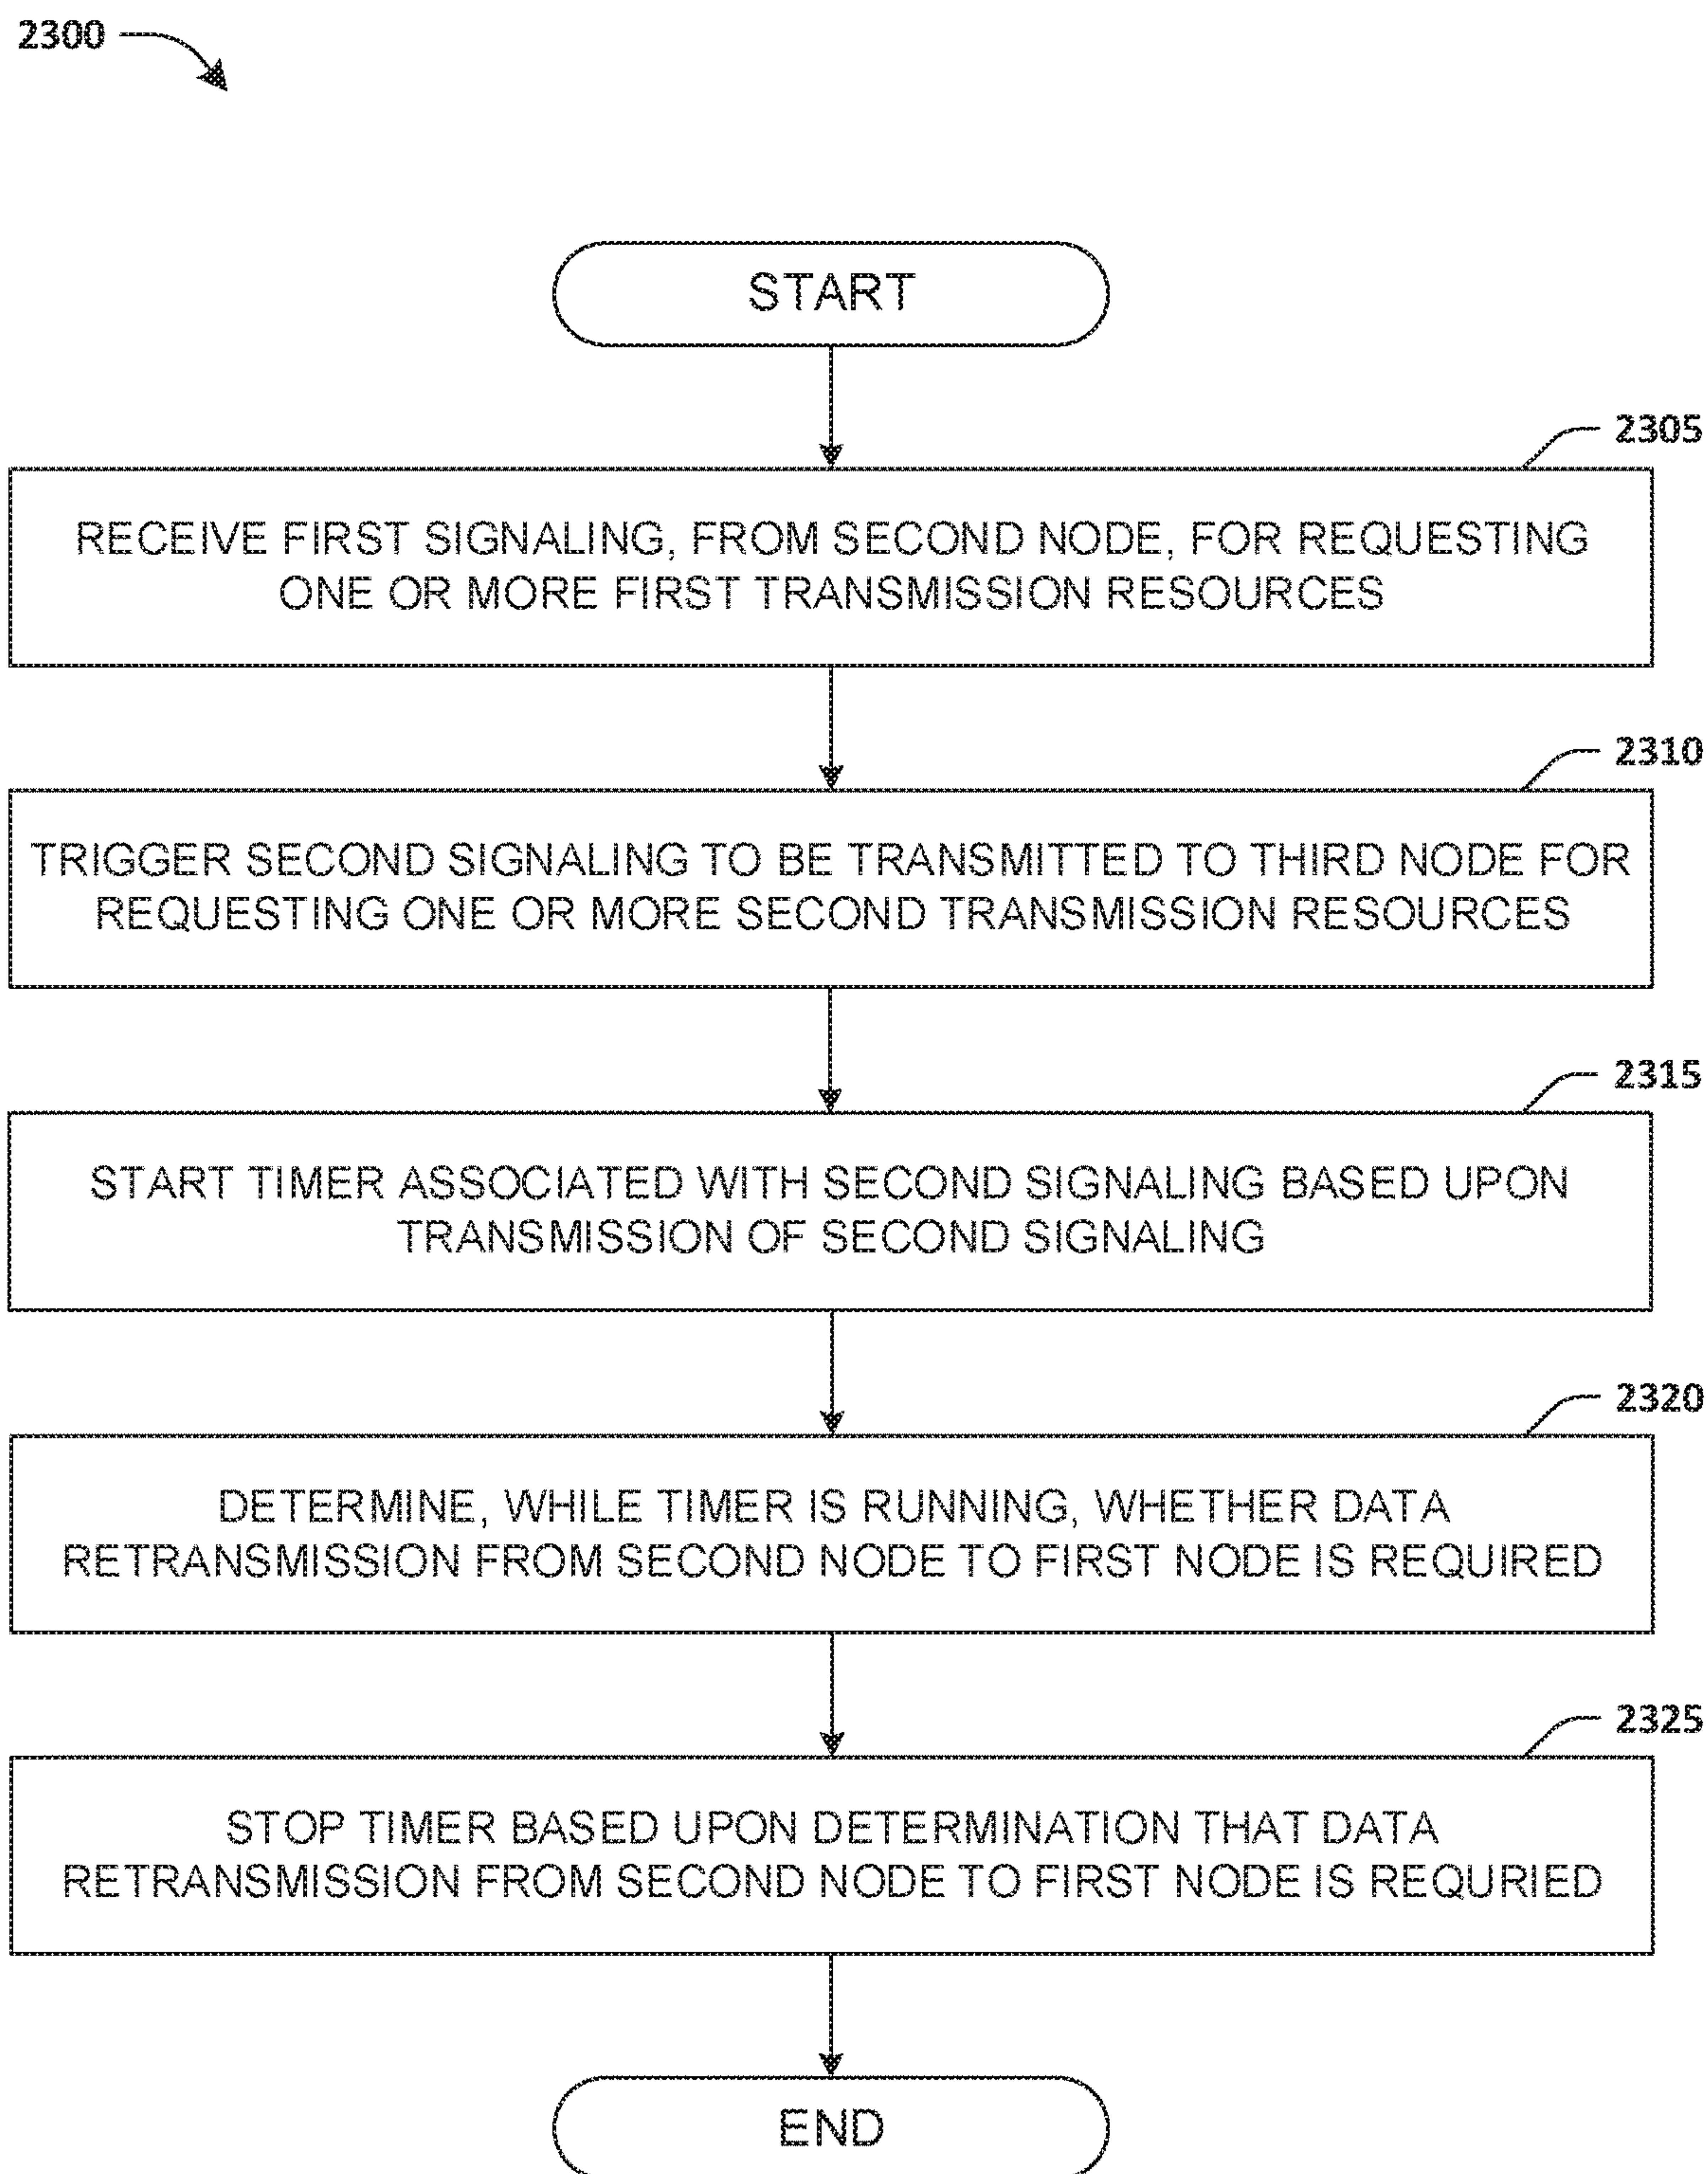 2300
START
2305
RECEIVE FIRST SIGNALING, FROM SECOND NODE, FOR REQUESTING
ONE OR MORE FIRST TRANSMISSION RESOURCES
2310
TRIGGER SECOND SIGNALING TO BE TRANSMITTED TO THIRD NODE FOR
REQUESTING ONE OR MORE SECOND TRANSMISSION RESOURCES
2315
START TIMER ASSOCIATED WITH SECOND SIGNALING BASED UPON
TRANSMISSION OF SECOND SIGNALING
2320
DETERMINE, WHILE TIMER IS RUNNING, WHETHER DATA
RETRANSMISSION FROM SECOND NODE TO FIRST NODE IS REQUIRED
2325
STOP TIMER BASED UPON DETERMINATION THAT DATA
RETRANSMISSION FROM SECOND NODE TO FIRST NODE IS REQURIED
END